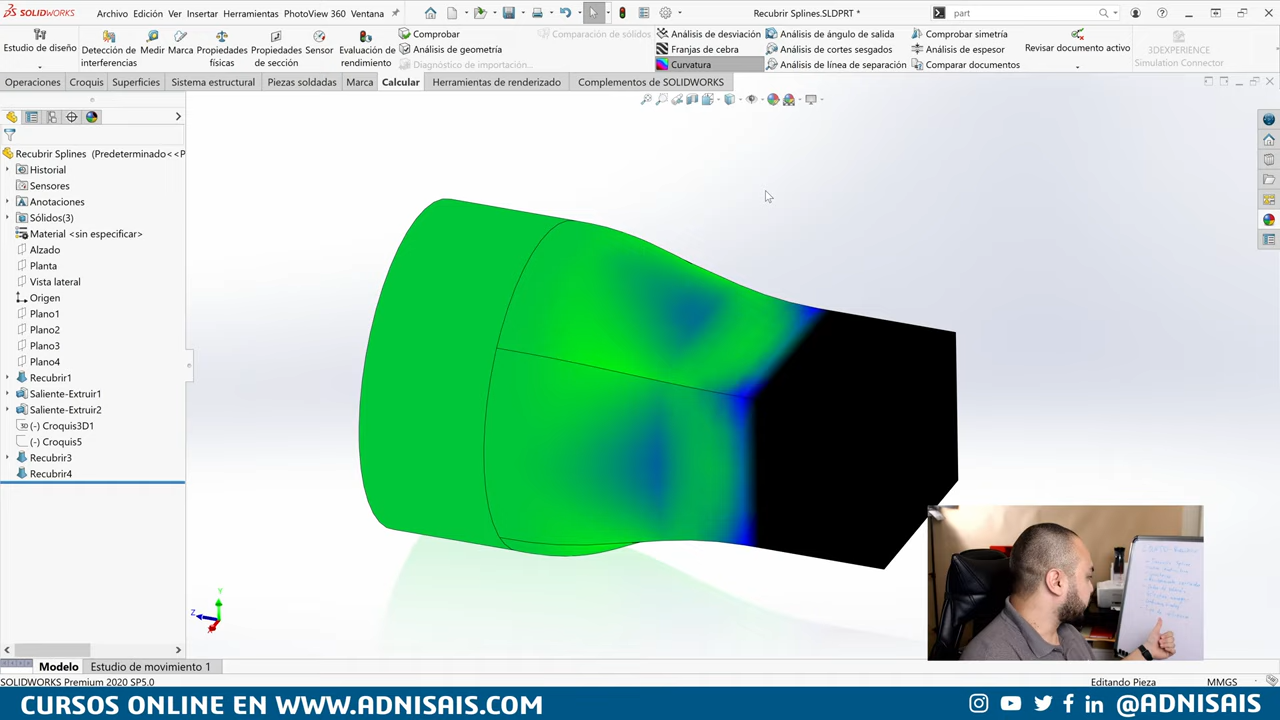 SOLIDWORKS
Archivo Edición Ver Insertar Herramientas PhotoView 360 Ventana
Recubrir Splines.SLDPRT *
part
Estudio de diseño
Detección de interferencias
Medir
Marca
Propiedades físicas
Propiedades de sección
Sensor
Evaluación de rendimiento
Comprobar
Análisis de geometría
Diagnóstico de importación...
Comparación de sólidos
Análisis de desviación
Franjas de cebra
Curvatura
Análisis de ángulo de salida
Análisis de cortes sesgados
Análisis de línea de separación
Comprobar simetría
Análisis de espesor
Comparar documentos
Revisar documento activo
3DEXPERIENCE
Simulation Connector
Operaciones Croquis Superficies Sistema estructural Piezas soldadas Marca Calcular Herramientas de renderizado Complementos de SOLIDWORKS
Recubrir Splines (Predeterminado<<P
Historial
Sensores
Anotaciones
Sólidos(3)
Material <sin especificar>
Alzado
Planta
Vista lateral
Origen
Plano1
Plano2
Plano3
Plano4
Recubrir1
Saliente-Extruir1
Saliente-Extruir2
(-) Croquis3D1
(-) Croquis5
Recubrir3
Recubrir4
Y
Z
Modelo Estudio de movimiento 1
SOLIDWORKS Premium 2020 SP5.0
Editando Pieza
MMGS
CURSOS ONLINE EN WWW.ADNISAIS.COM
@ADNISAIS